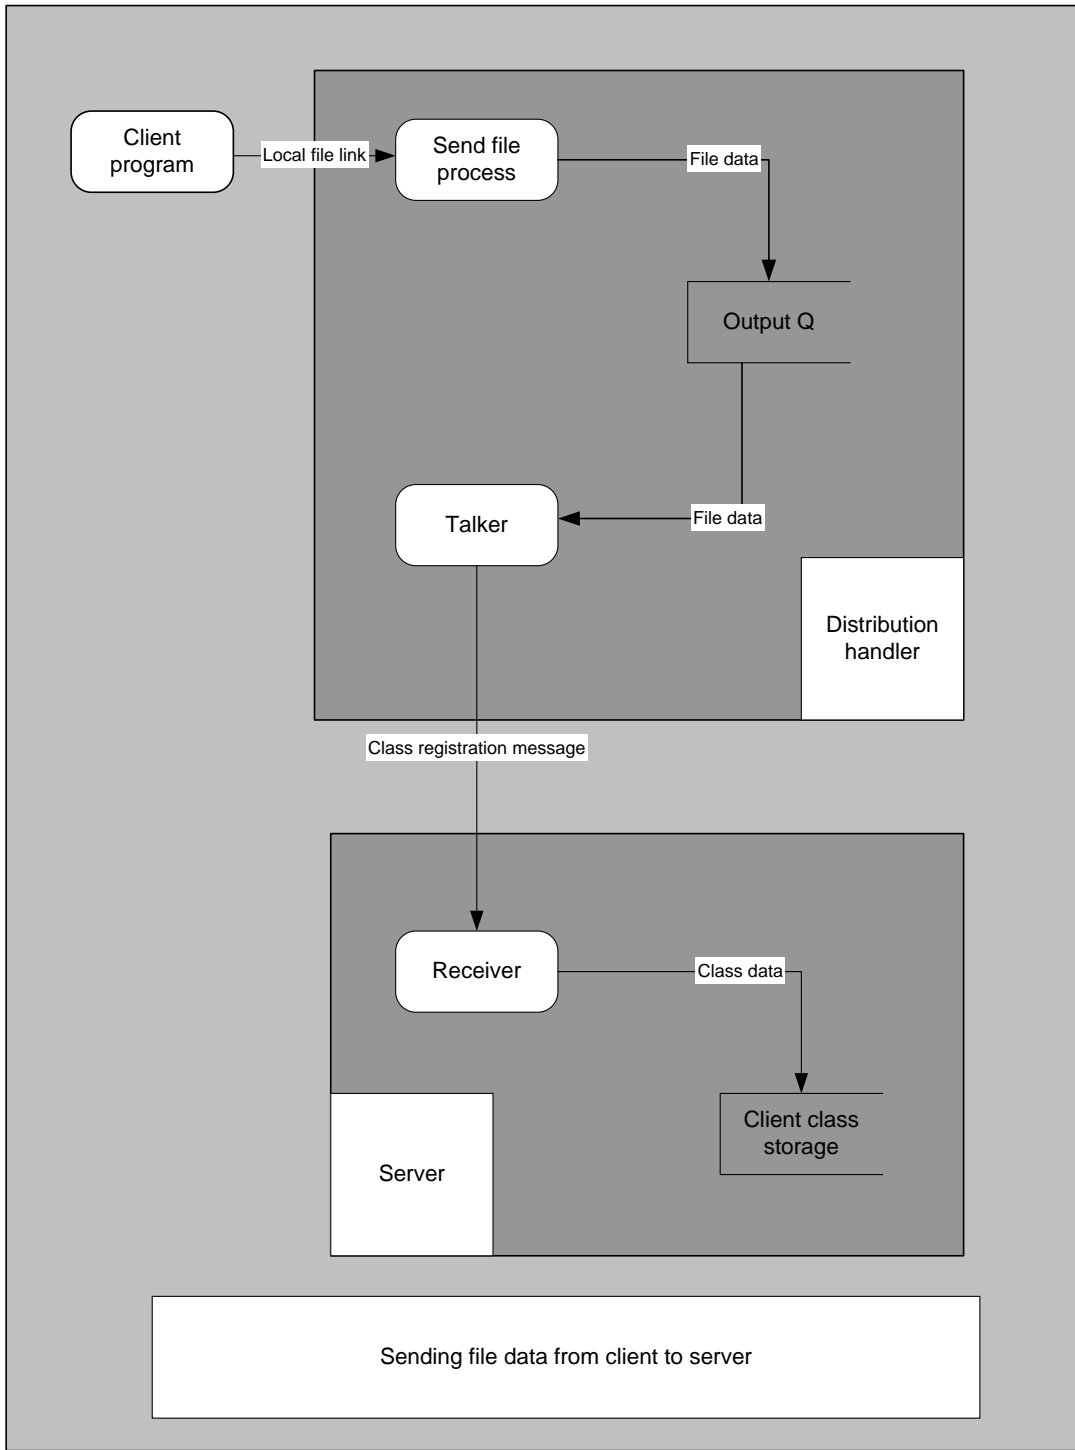 Client
program
Local file link
Send file
process
File data
Output Q
Talker
File data
Distribution
handler
Class registration message
Receiver
Class data
Client class
storage
Server
Sending file data from client to server